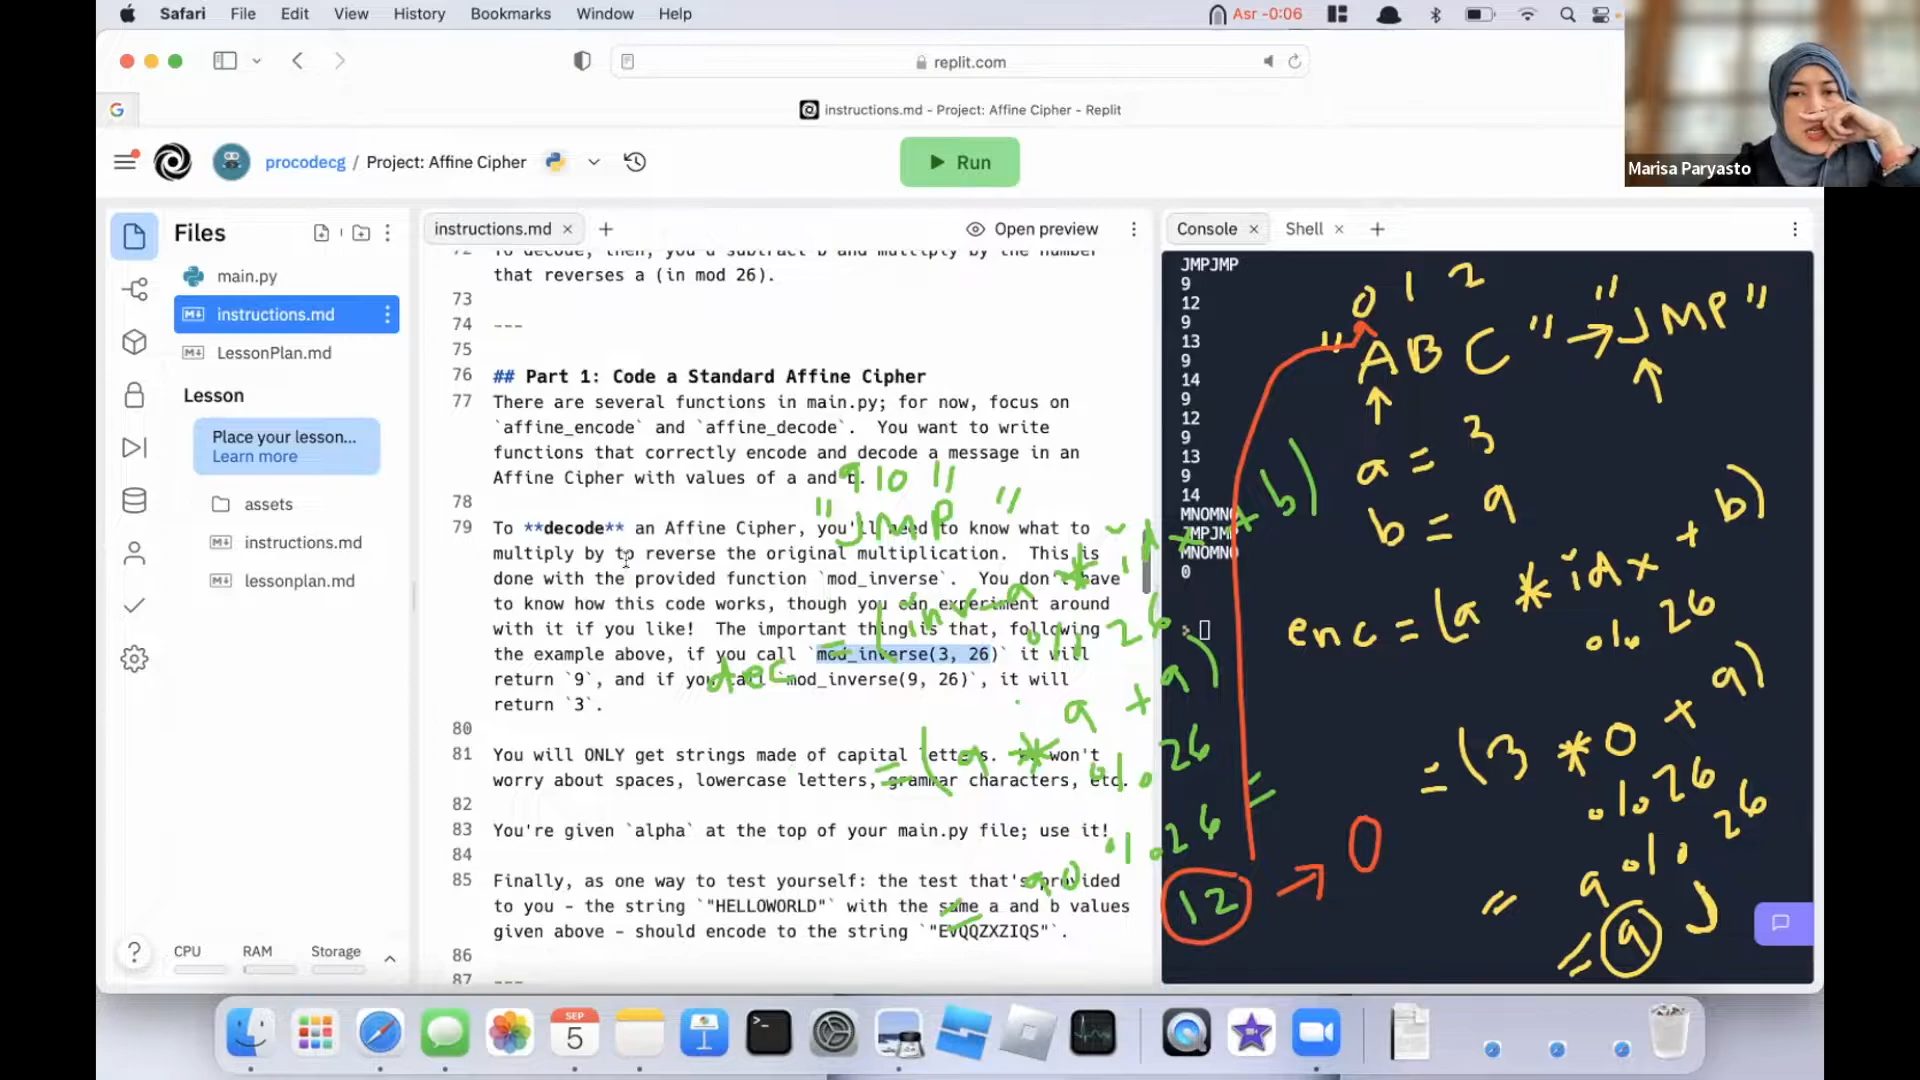 Safari File Edit View History Bookmarks Window Help
Asr -0:06
replit.com
instructions.md - Project: Affine Cipher - Replit
Marisa Paryasto
procodecg / Project: Affine Cipher
Run
Files
main.py
instructions.md
LessonPlan.md
Lesson
Place your lesson...
Learn more
assets
instructions.md
lessonplan.md
CPU RAM Storage
instructions.md
Open preview
that reverses a (in mod 26).
73
74 ---
75
76 ## Part 1: Code a Standard Affine Cipher
77 There are several functions in main.py; for now, focus on
`affine_encode` and `affine_decode`. You want to write
functions that correctly encode and decode a message in an
Affine Cipher with values of a and b.
78
79 To **decode** an Affine Cipher, you'll need to know what to
multiply by to reverse the original multiplication. This is
done with the provided function `mod_inverse`. You don't have
to know how this code works, though you can experiment around
with it if you like! The important thing is that, following
the example above, if you call `mod_inverse(3, 26)` it will
return `9`, and if you call `mod_inverse(9, 26)`, it will
return `3`.
80
81 You will ONLY get strings made of capital letters. won't
worry about spaces, lowercase letters, grammar characters, etc.
82
83 You're given `alpha` at the top of your main.py file; use it!
84
85 Finally, as one way to test yourself: the test that's provided
to you - the string `"HELLOWORLD"` with the same a and b values
given above - should encode to the string `"EVQQZXZIQS"`.
86
87 ---
9 10 11
"JMP"
dec = (inv_a * idx + b)
% 26
= (9 * 9 + 9)
% 26
= 90 % 26 =
12 → 0
Console
Shell
JMPJMP
9
12
9
13
9
14
9
12
9
13
9
14
MNOMNO
JMPJMP
MNOMNO
0
0 1 2
"ABC" → "JMP"
a = 3
b = 9
enc = (a * idx + b)
% 26
= (3 * 0 + 9)
% 26
= 9 % 26
= 9 J
SEP
5